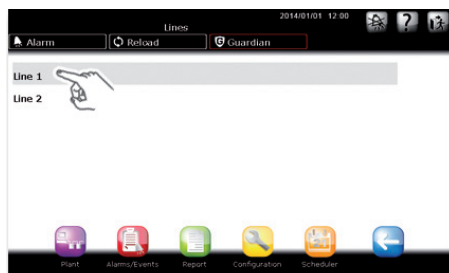 2014/01/01 12:00
Lines
Alarm Reload Guardian
Line 1
Line 2
Plant Alarms/Events Report Configuration Scheduler